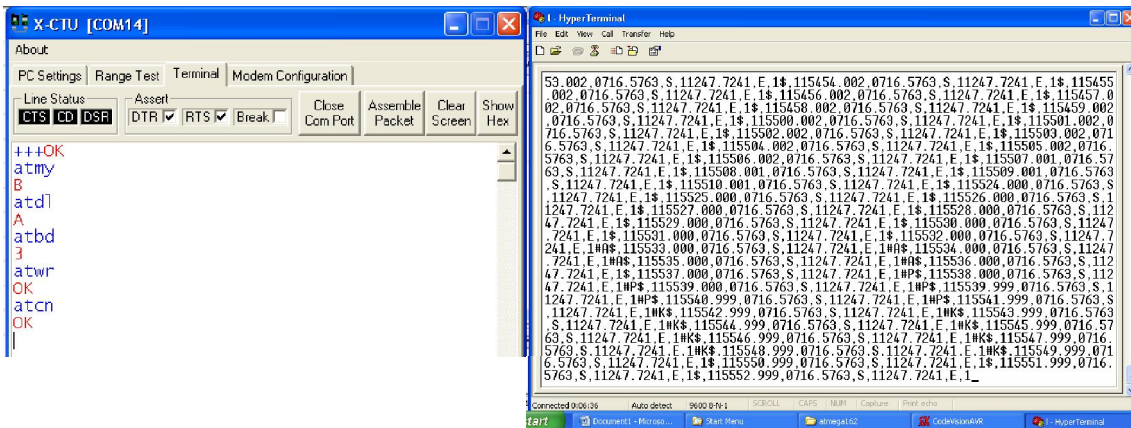 X-CTU [COM14]
About
PC Settings Range Test Terminal Modem Configuration
Line Status Assert
CTS CD DSR DTR RTS Break
Close Com Port
Assemble Packet
Clear Screen
Show Hex
+++OK
atmy
B
atdl
A
atbd
3
atwr
OK
atcn
OK
l - HyperTerminal
File Edit View Call Transfer Help
53.002,0716.5763,S,11247.7241,E,1$,115454.002,0716.5763,S,11247.7241,E,1$,115455
.002,0716.5763,S,11247.7241,E,1$,115456.002,0716.5763,S,11247.7241,E,1$,115457.0
02,0716.5763,S,11247.7241,E,1$,115458.002,0716.5763,S,11247.7241,E,1$,115459.002
,0716.5763,S,11247.7241,E,1$,115500.002,0716.5763,S,11247.7241,E,1$,115501.002,0
716.5763,S,11247.7241,E,1$,115502.002,0716.5763,S,11247.7241,E,1$,115503.002,071
6.5763,S,11247.7241,E,1$,115504.002,0716.5763,S,11247.7241,E,1$,115505.002,0716.
5763,S,11247.7241,E,1$,115506.002,0716.5763,S,11247.7241,E,1$,115507.001,0716.57
63,S,11247.7241,E,1$,115508.001,0716.5763,S,11247.7241,E,1$,115509.001,0716.5763
,S,11247.7241,E,1$,115510.001,0716.5763,S,11247.7241,E,1$,115524.000,0716.5763,S
,11247.7241,E,1$,115525.000,0716.5763,S,11247.7241,E,1$,115526.000,0716.5763,S,1
1247.7241,E,1$,115527.000,0716.5763,S,11247.7241,E,1$,115528.000,0716.5763,S,112
47.7241,E,1$,115529.000,0716.5763,S,11247.7241,E,1$,115530.000,0716.5763,S,11247
.7241,E,1$,115531.000,0716.5763,S,11247.7241,E,1$,115532.000,0716.5763,S,11247.7
241,E,1#A$,115533.000,0716.5763,S,11247.7241,E,1#A$,115534.000,0716.5763,S,11247
.7241,E,1#A$,115535.000,0716.5763,S,11247.7241,E,1#A$,115536.000,0716.5763,S,112
47.7241,E,1$,115537.000,0716.5763,S,11247.7241,E,1#P$,115538.000,0716.5763,S,112
47.7241,E,1#P$,115539.000,0716.5763,S,11247.7241,E,1#P$,115539.999,0716.5763,S,1
1247.7241,E,1#P$,115540.999,0716.5763,S,11247.7241,E,1#P$,115541.999,0716.5763,S
,11247.7241,E,1#K$,115542.999,0716.5763,S,11247.7241,E,1#K$,115543.999,0716.5763
,S,11247.7241,E,1#K$,115544.999,0716.5763,S,11247.7241,E,1#K$,115545.999,0716.57
63,S,11247.7241,E,1#K$,115546.999,0716.5763,S,11247.7241,E,1#K$,115547.999,0716.
5763,S,11247.7241,E,1#K$,115548.999,0716.5763,S,11247.7241,E,1#K$,115549.999,071
6.5763,S,11247.7241,E,1$,115550.999,0716.5763,S,11247.7241,E,1$,115551.999,0716.
5763,S,11247.7241,E,1$,115552.999,0716.5763,S,11247.7241,E,1_
Connected 0:06:36 Auto detect 9600 8-N-1 SCROLL CAPS NUM Capture Print echo
start Document1 - Microso... Start Menu atmega162 CodeVisionAVR l - HyperTerminal